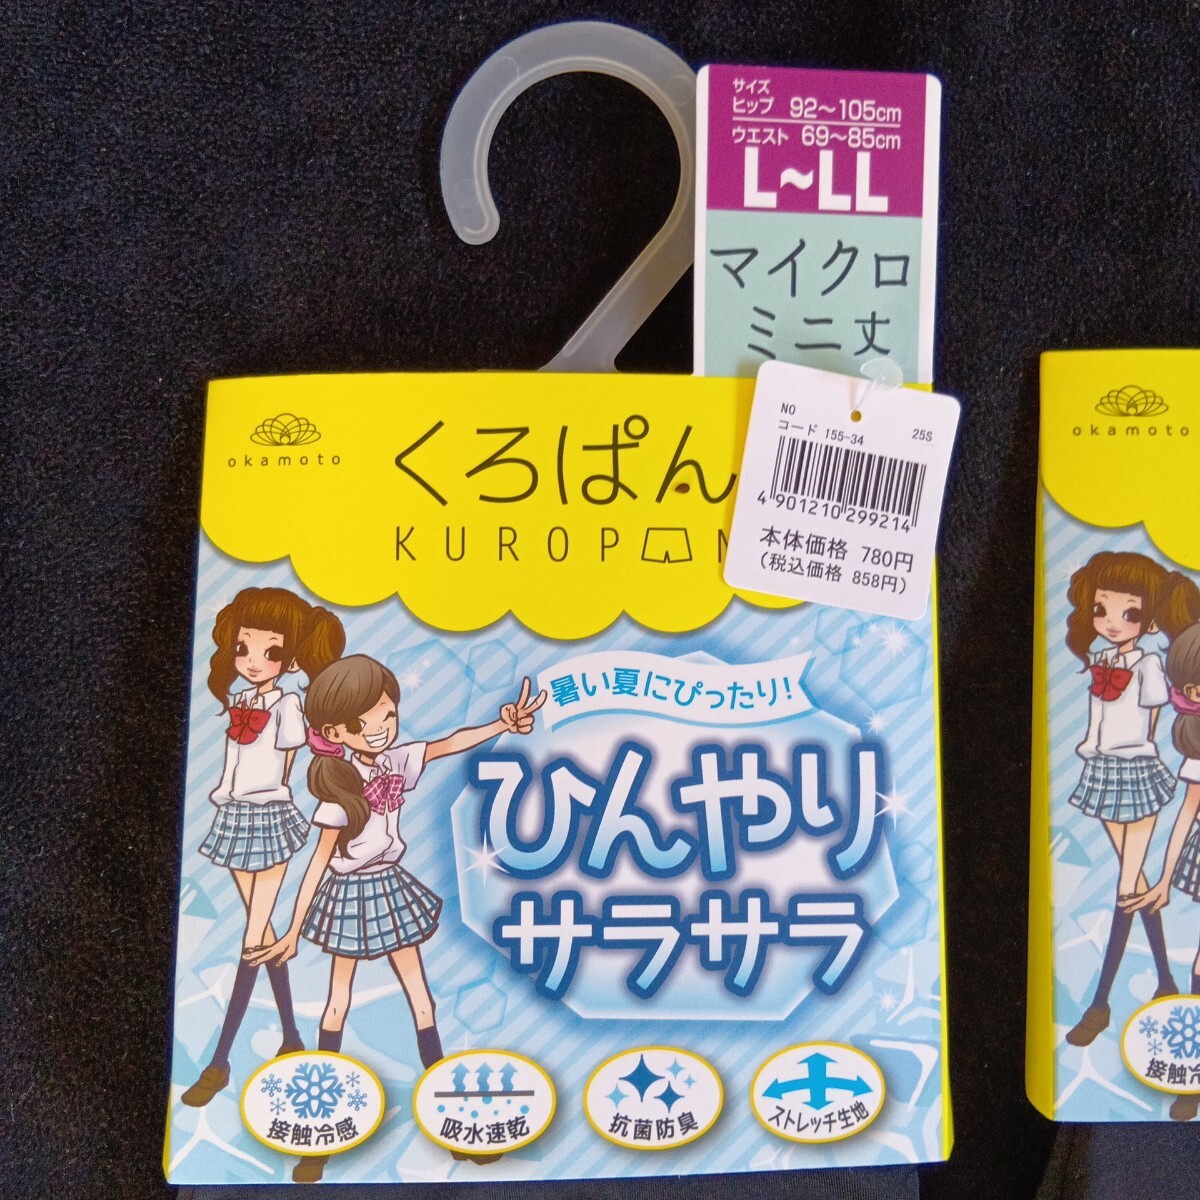 サイズ
ヒップ 92～105cm
ウエスト 69～85cm
L～LL
マイクロ
ミニ丈
okamoto
くろぱん
KUROP
NO
コード 155-34 25S
4 901210 299214
本体価格 780円
(税込価格 858円)
暑い夏にぴったり!
ひんやり
サラサラ
接触冷感
吸水速乾
抗菌防臭
ストレッチ生地
okamoto
接触冷